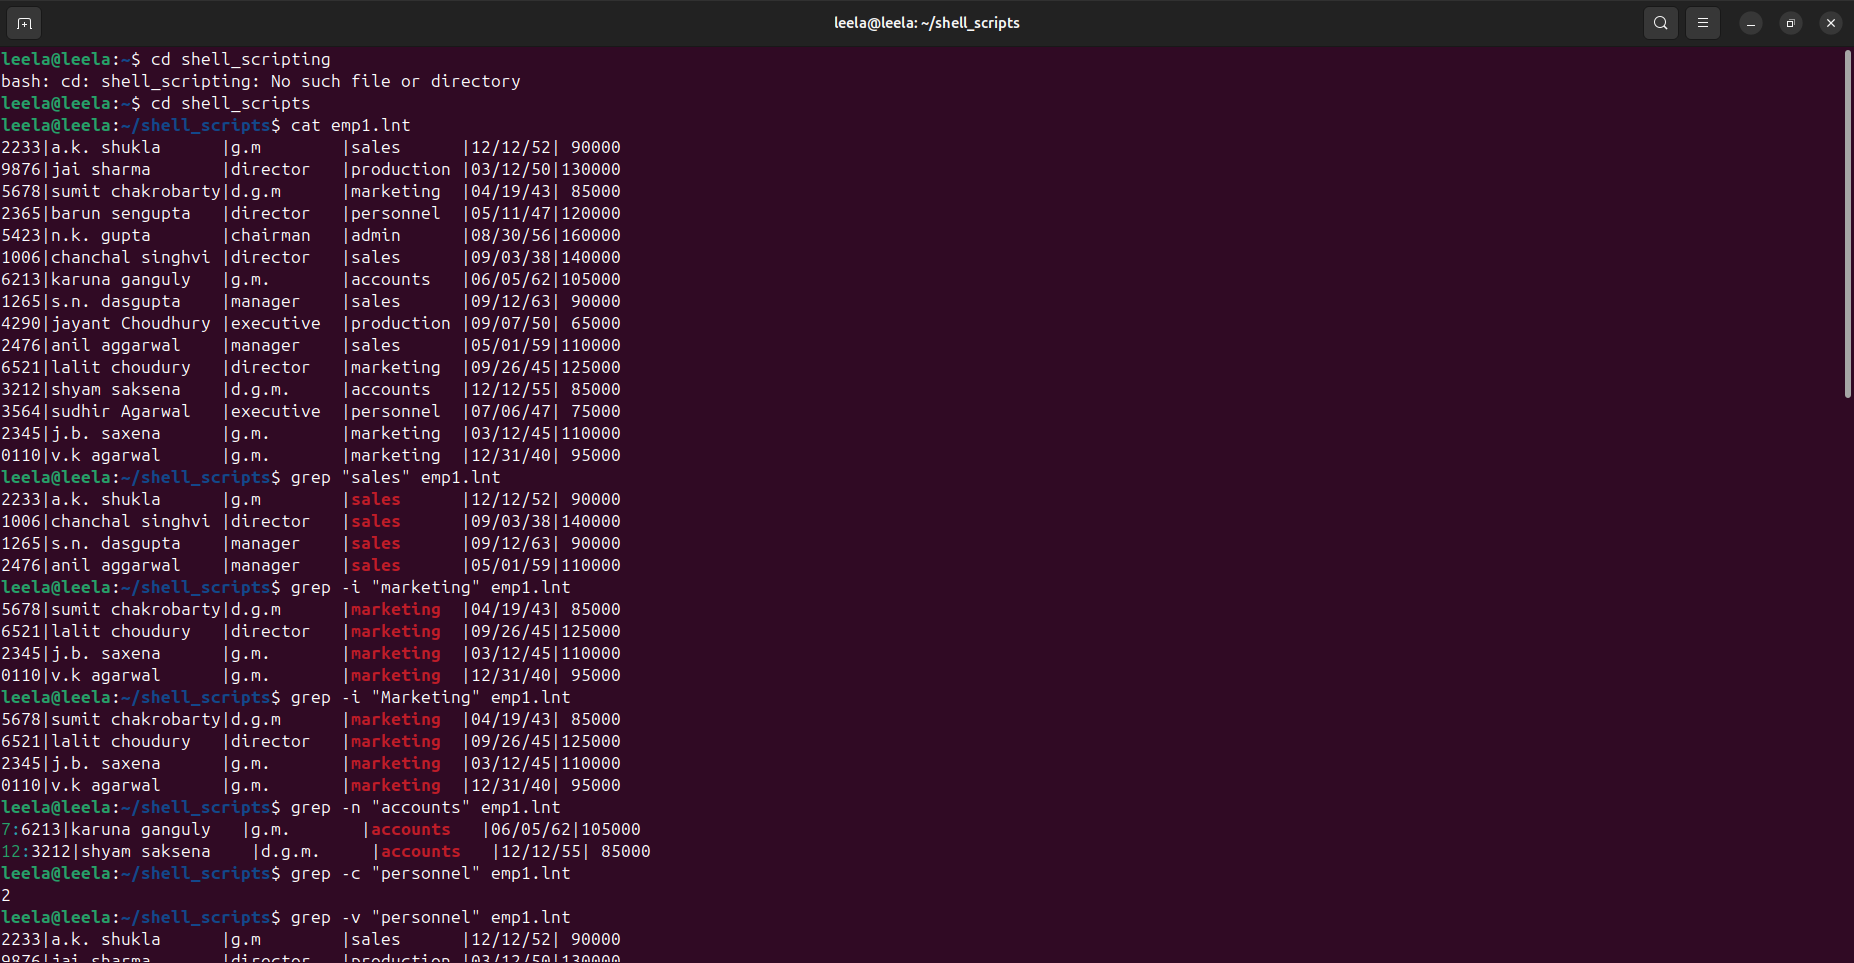 leela@leela: ~/shell_scripts
leela@leela:~$ cd shell_scripting
bash: cd: shell_scripting: No such file or directory
leela@leela:~$ cd shell_scripts
leela@leela:~/shell_scripts$ cat emp1.lnt
2233|a.k. shukla      |g.m        |sales      |12/12/52| 90000
9876|jai sharma       |director   |production |03/12/50|130000
5678|sumit chakrobarty|d.g.m      |marketing  |04/19/43| 85000
2365|barun sengupta   |director   |personnel  |05/11/47|120000
5423|n.k. gupta       |chairman   |admin      |08/30/56|160000
1006|chanchal singhvi |director   |sales      |09/03/38|140000
6213|karuna ganguly   |g.m.       |accounts   |06/05/62|105000
1265|s.n. dasgupta    |manager    |sales      |09/12/63| 90000
4290|jayant Choudhury |executive  |production |09/07/50| 65000
2476|anil aggarwal    |manager    |sales      |05/01/59|110000
6521|lalit choudury   |director   |marketing  |09/26/45|125000
3212|shyam saksena    |d.g.m.     |accounts   |12/12/55| 85000
3564|sudhir Agarwal   |executive  |personnel  |07/06/47| 75000
2345|j.b. saxena      |g.m.       |marketing  |03/12/45|110000
0110|v.k agarwal      |g.m.       |marketing  |12/31/40| 95000
leela@leela:~/shell_scripts$ grep "sales" emp1.lnt
2233|a.k. shukla      |g.m        |sales      |12/12/52| 90000
1006|chanchal singhvi |director   |sales      |09/03/38|140000
1265|s.n. dasgupta    |manager    |sales      |09/12/63| 90000
2476|anil aggarwal    |manager    |sales      |05/01/59|110000
leela@leela:~/shell_scripts$ grep -i "marketing" emp1.lnt
5678|sumit chakrobarty|d.g.m      |marketing  |04/19/43| 85000
6521|lalit choudury   |director   |marketing  |09/26/45|125000
2345|j.b. saxena      |g.m.       |marketing  |03/12/45|110000
0110|v.k agarwal      |g.m.       |marketing  |12/31/40| 95000
leela@leela:~/shell_scripts$ grep -i "Marketing" emp1.lnt
5678|sumit chakrobarty|d.g.m      |marketing  |04/19/43| 85000
6521|lalit choudury   |director   |marketing  |09/26/45|125000
2345|j.b. saxena      |g.m.       |marketing  |03/12/45|110000
0110|v.k agarwal      |g.m.       |marketing  |12/31/40| 95000
leela@leela:~/shell_scripts$ grep -n "accounts" emp1.lnt
7:6213|karuna ganguly   |g.m.       |accounts   |06/05/62|105000
12:3212|shyam saksena    |d.g.m.     |accounts   |12/12/55| 85000
leela@leela:~/shell_scripts$ grep -c "personnel" emp1.lnt
2
leela@leela:~/shell_scripts$ grep -v "personnel" emp1.lnt
2233|a.k. shukla      |g.m        |sales      |12/12/52| 90000
9876|jai sharma       |director   |production |03/12/50|130000